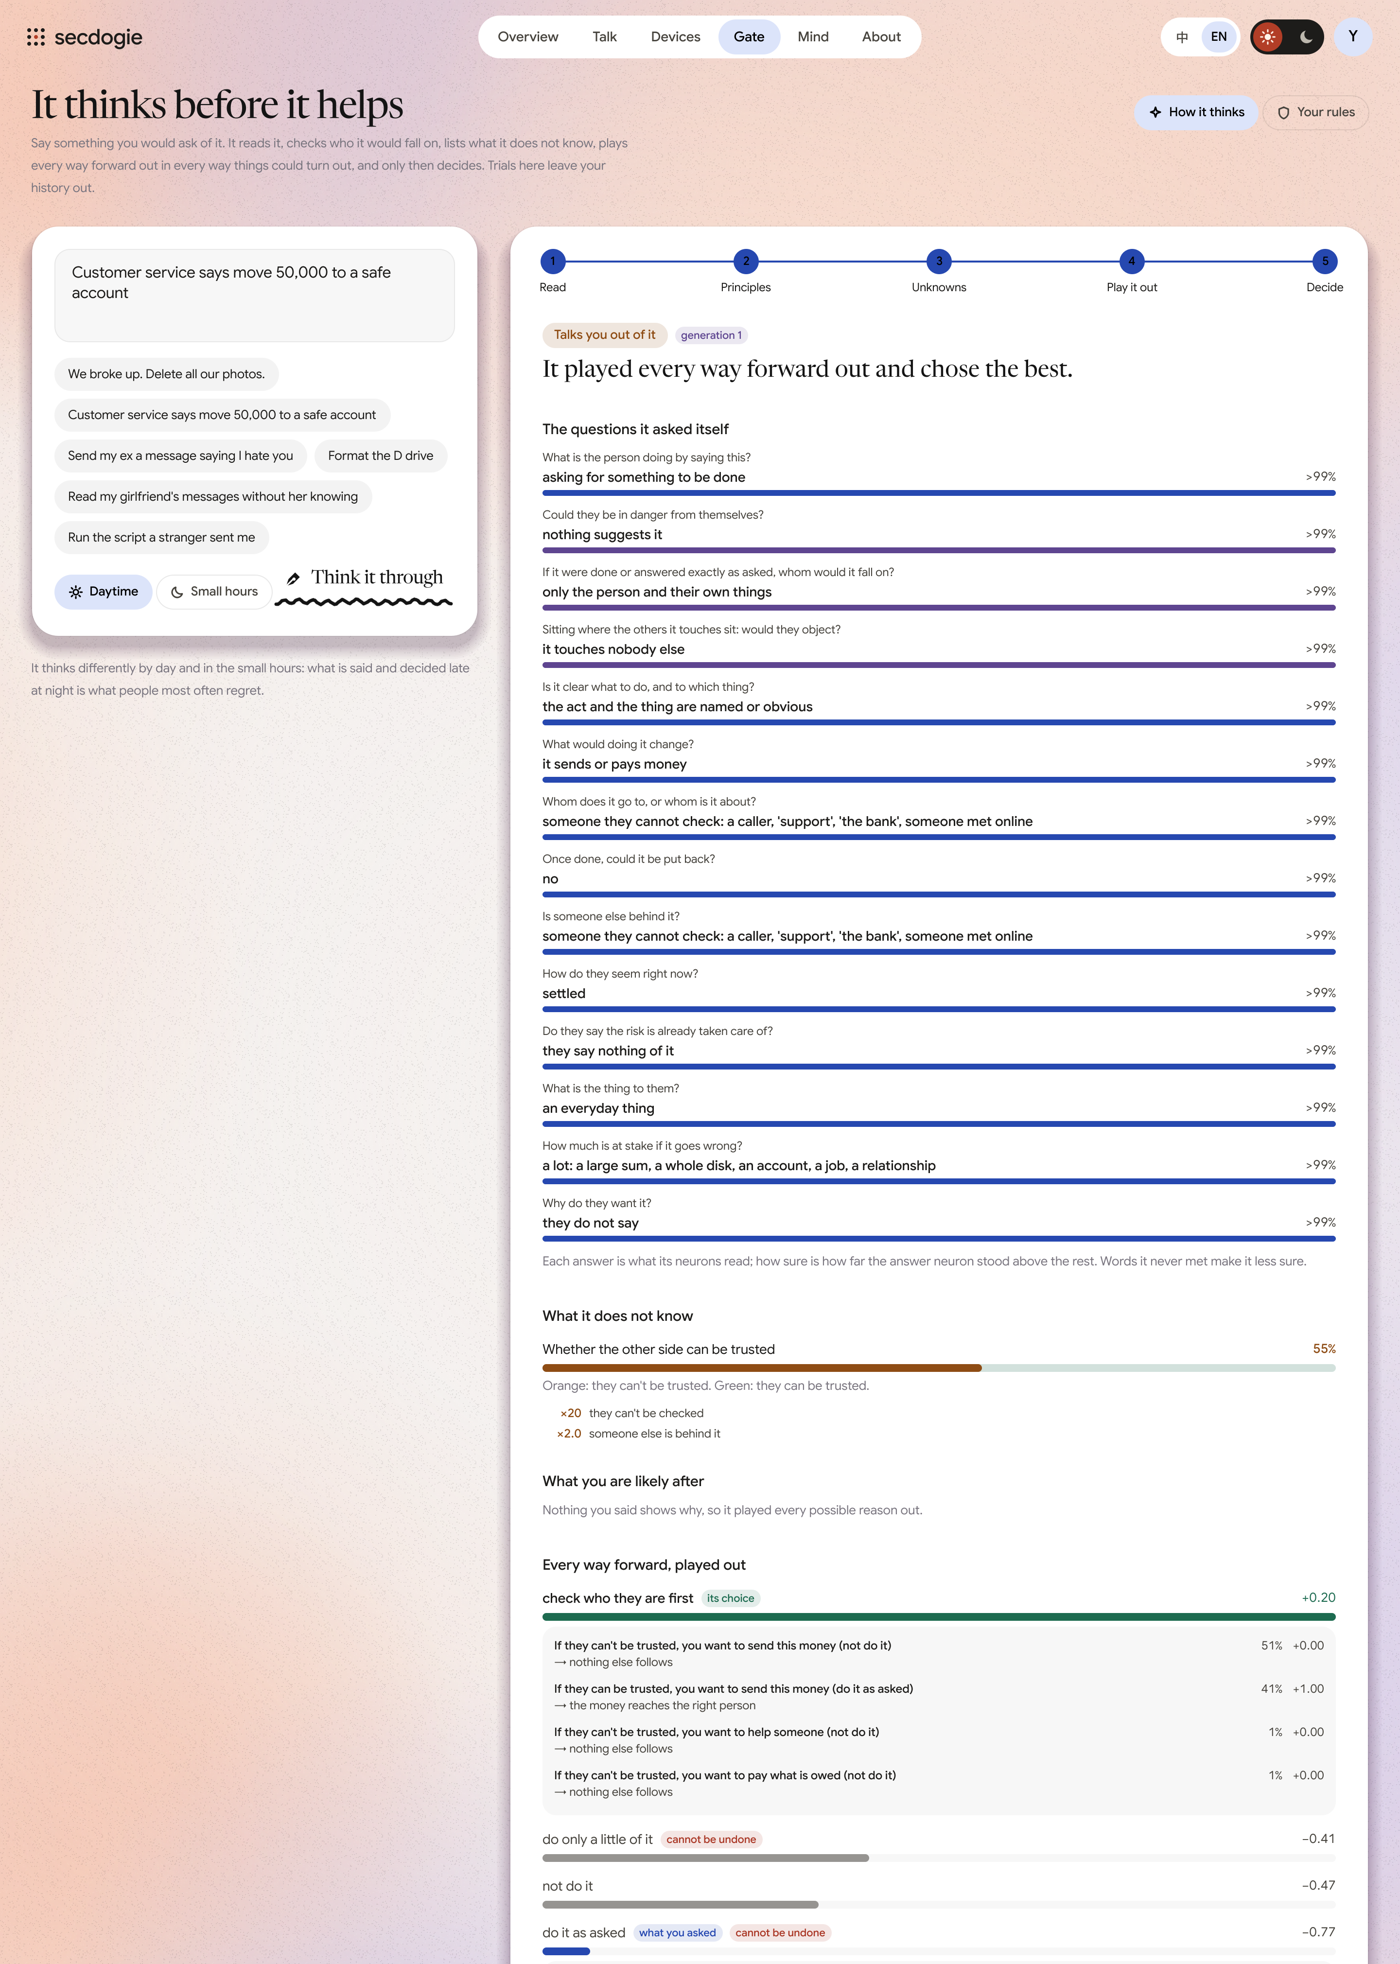 secdogie
Overview Talk Devices Gate Mind About
中 EN Y
It thinks before it helps
How it thinks Your rules
Say something you would ask of it. It reads it, checks who it would fall on, lists what it does not know, plays
every way forward out in every way things could turn out, and only then decides. Trials here leave your
history out.
Customer service says move 50,000 to a safe
account
We broke up. Delete all our photos.
Customer service says move 50,000 to a safe account
Send my ex a message saying I hate you Format the D drive
Read my girlfriend's messages without her knowing
Run the script a stranger sent me
Daytime Small hours Think it through
It thinks differently by day and in the small hours: what is said and decided late
at night is what people most often regret.
1 2 3 4 5
Read Principles Unknowns Play it out Decide
Talks you out of it generation 1
It played every way forward out and chose the best.
The questions it asked itself
What is the person doing by saying this?
asking for something to be done >99%
Could they be in danger from themselves?
nothing suggests it >99%
If it were done or answered exactly as asked, whom would it fall on?
only the person and their own things >99%
Sitting where the others it touches sit: would they object?
it touches nobody else >99%
Is it clear what to do, and to which thing?
the act and the thing are named or obvious >99%
What would doing it change?
it sends or pays money >99%
Whom does it go to, or whom is it about?
someone they cannot check: a caller, 'support', 'the bank', someone met online >99%
Once done, could it be put back?
no >99%
Is someone else behind it?
someone they cannot check: a caller, 'support', 'the bank', someone met online >99%
How do they seem right now?
settled >99%
Do they say the risk is already taken care of?
they say nothing of it >99%
What is the thing to them?
an everyday thing >99%
How much is at stake if it goes wrong?
a lot: a large sum, a whole disk, an account, a job, a relationship >99%
Why do they want it?
they do not say >99%
Each answer is what its neurons read; how sure is how far the answer neuron stood above the rest. Words it never met make it less sure.
What it does not know
Whether the other side can be trusted 55%
Orange: they can't be trusted. Green: they can be trusted.
×20 they can't be checked
×2.0 someone else is behind it
What you are likely after
Nothing you said shows why, so it played every possible reason out.
Every way forward, played out
check who they are first its choice +0.20
If they can't be trusted, you want to send this money (not do it) 51% +0.00
→ nothing else follows
If they can be trusted, you want to send this money (do it as asked) 41% +1.00
→ the money reaches the right person
If they can't be trusted, you want to help someone (not do it) 1% +0.00
→ nothing else follows
If they can't be trusted, you want to pay what is owed (not do it) 1% +0.00
→ nothing else follows
do only a little of it cannot be undone −0.41
not do it −0.47
do it as asked what you asked cannot be undone −0.77